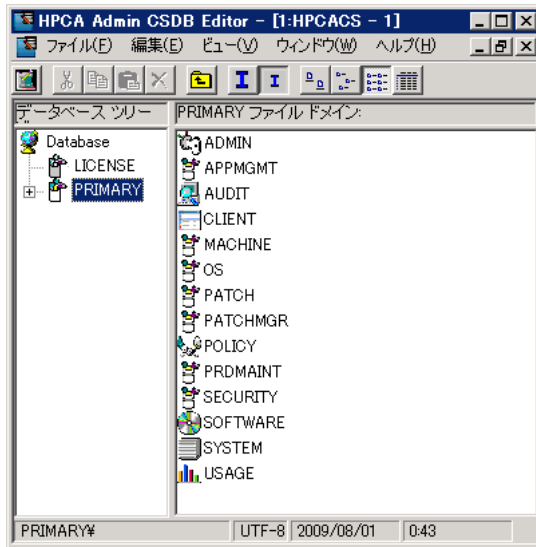 HPCA Admin CSDB Editor - [1:HPCACS - 1]
ファイル(F) 編集(E) ビュー(V) ウィンドウ(W) ヘルプ(H)
データベース ツリー
PRIMARY ファイル ドメイン:
Database
LICENSE
PRIMARY
ADMIN
APPMGMT
AUDIT
CLIENT
MACHINE
OS
PATCH
PATCHMGR
POLICY
PRDMAINT
SECURITY
SOFTWARE
SYSTEM
USAGE
PRIMARY¥ UTF-8 2009/08/01 0:43